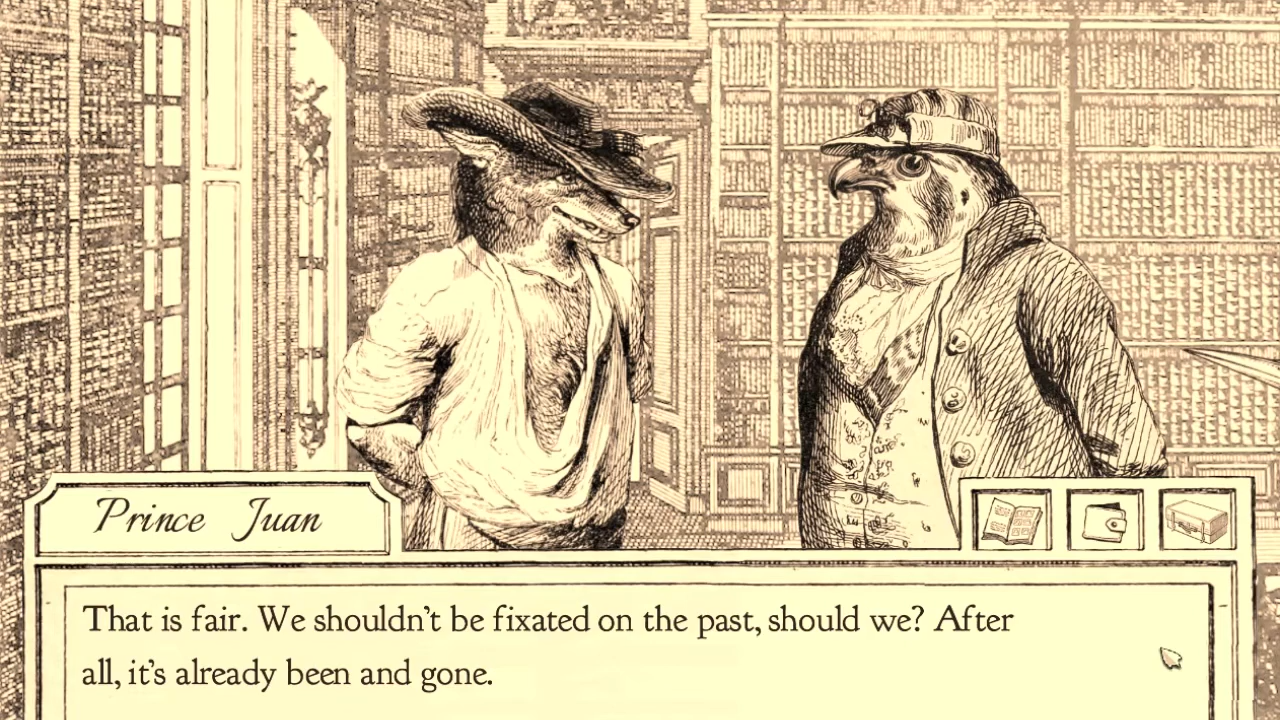 Prince Juan
That is fair. We shouldn't be fixated on the past, should we? After
all, it's already been and gone.